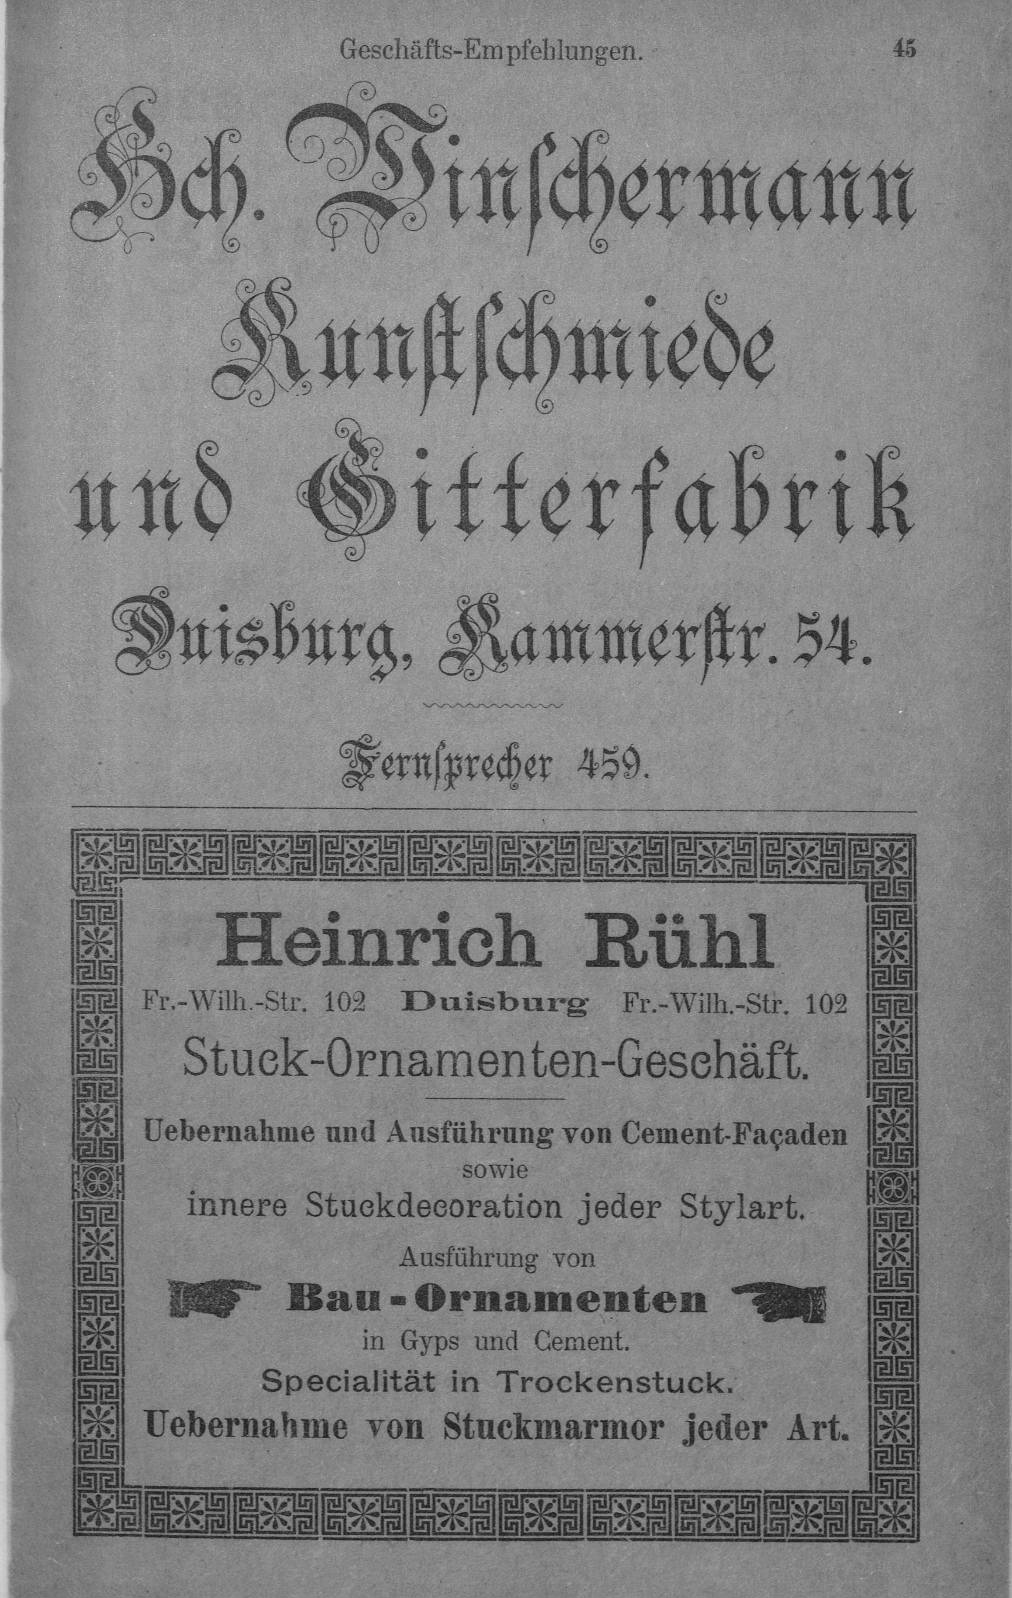 Geschäfts-Empfehlungen. 45
Hch. Winschermann
Kunstschmiede
und Gitterfabrik
Duisburg, Kammerstr. 54.
Fernsprecher 459.
Heinrich Rühl
Fr.-Wilh.-Str. 102 Duisburg Fr.-Wilh.-Str. 102
Stuck-Ornamenten-Geschäft.
Uebernahme und Ausführung von Cement-Façaden
sowie
innere Stuckdecoration jeder Stylart.
Ausführung von
Bau-Ornamenten
in Gyps und Cement.
Specialität in Trockenstuck.
Uebernahme von Stuckmarmor jeder Art.